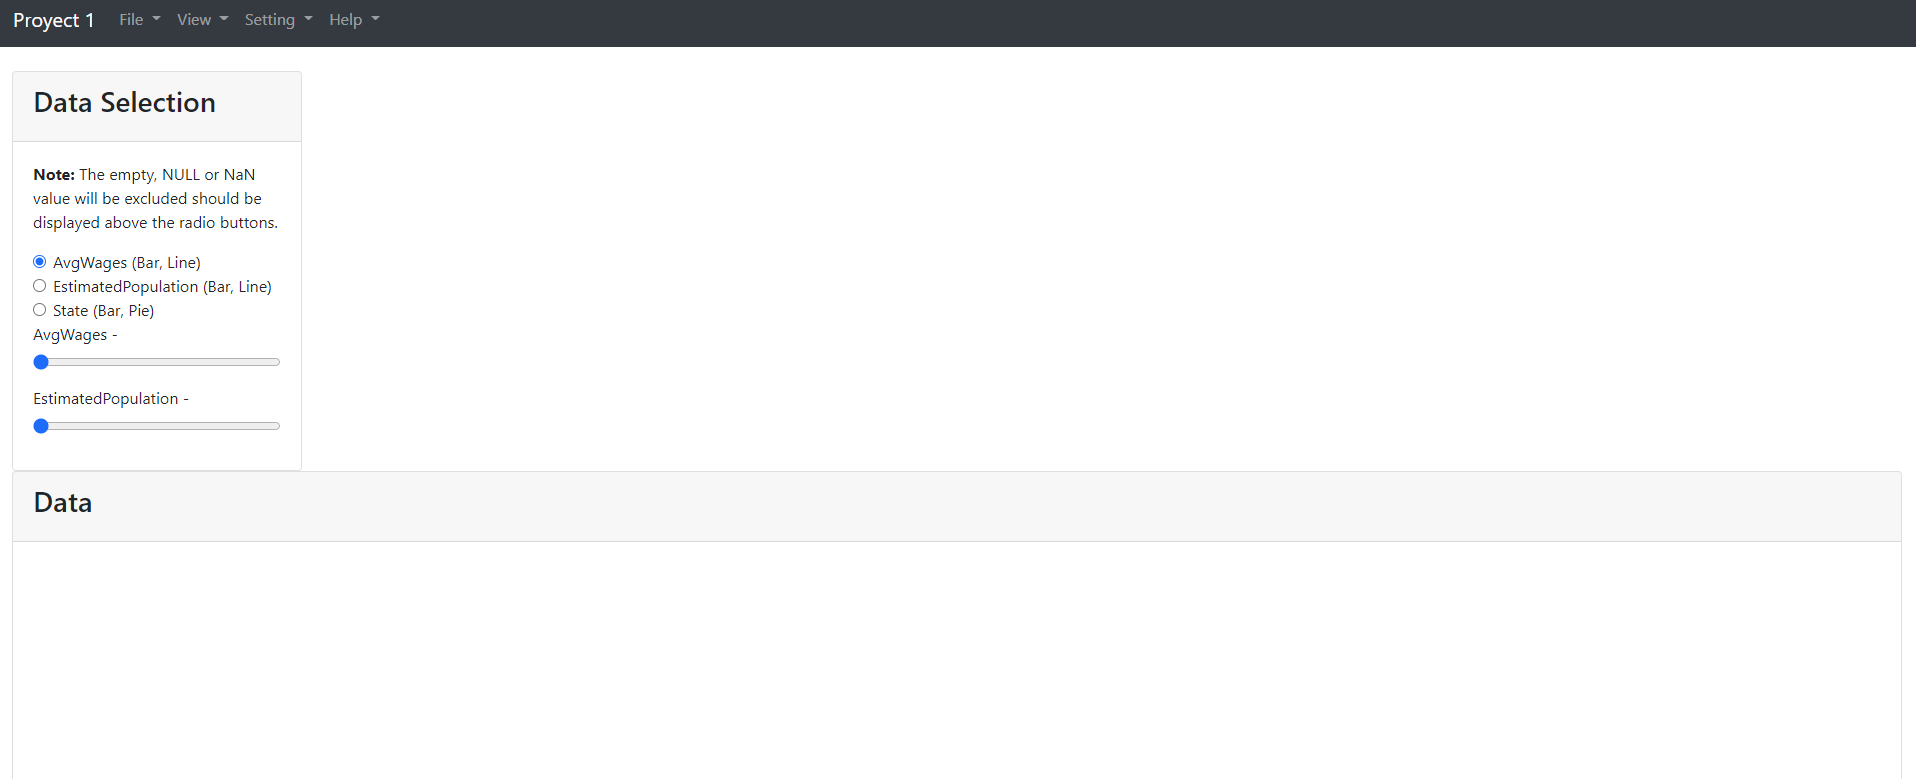 Proyect 1 File View Setting Help
Data Selection
Note: The empty, NULL or NaN
value will be excluded should be
displayed above the radio buttons.
AvgWages (Bar, Line)
EstimatedPopulation (Bar, Line)
State (Bar, Pie)
AvgWages -
EstimatedPopulation -
Data